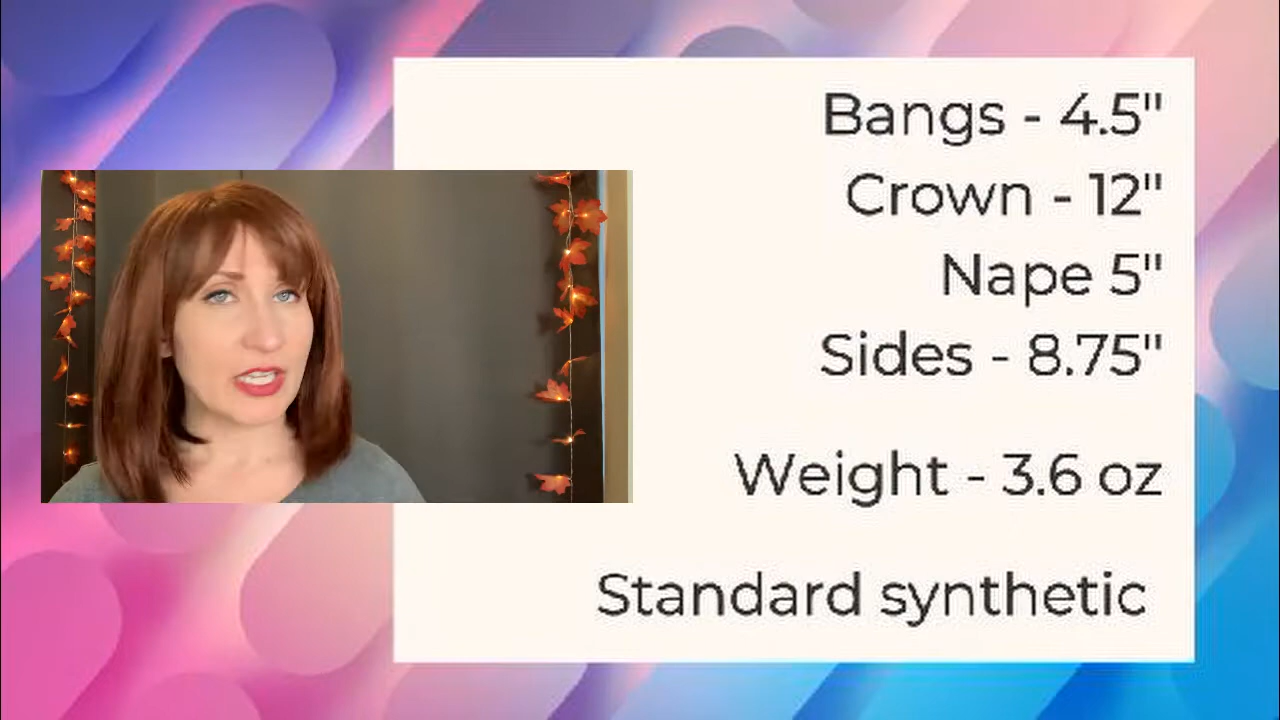 Bangs - 4.5"
Crown - 12"
Nape 5"
Sides - 8.75"
Weight - 3.6 oz
Standard synthetic